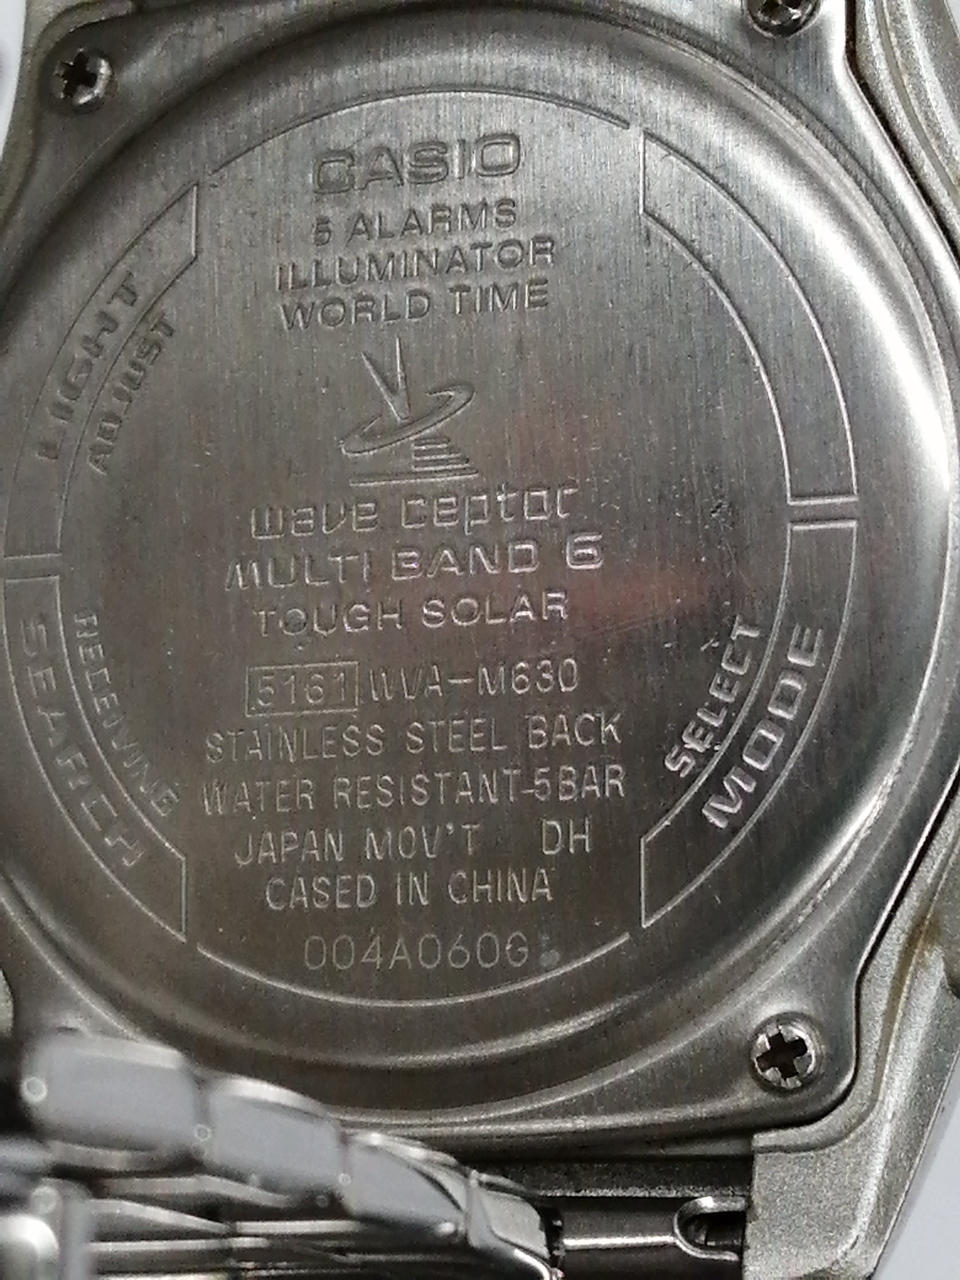 CASIO
5 ALARMS
ILLUMINATOR
WORLD TIME
LIGHT
ADJUST
wave ceptor
MULTI BAND 6
TOUGH SOLAR
5161 WVA-M630
STAINLESS STEEL BACK
WATER RESISTANT-5BAR
JAPAN MOV'T DH
CASED IN CHINA
004A060G
RECEIVING
SEARCH
SELECT
MODE